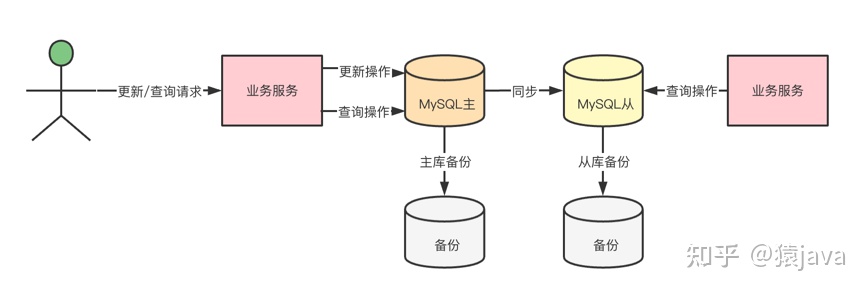 更新/查询请求
业务服务
更新操作
查询操作
MySQL主
同步
MySQL从
查询操作
业务服务
主库备份
从库备份
备份
备份
知乎 @猿java